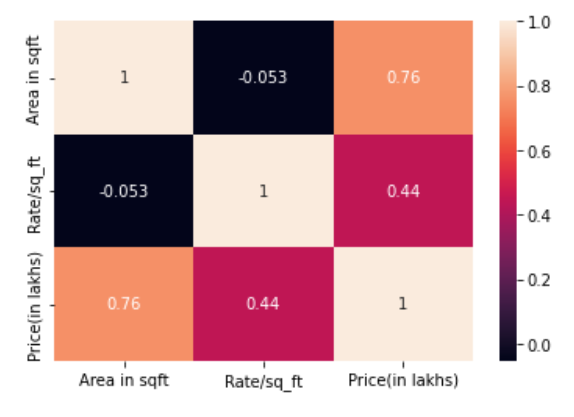 Area in sqft
1
-0.053
0.76
Rate/sq_ft
-0.053
1
0.44
Price(in lakhs)
0.76
0.44
1
Area in sqft
Rate/sq_ft
Price(in lakhs)
1.0
0.8
0.6
0.4
0.2
0.0